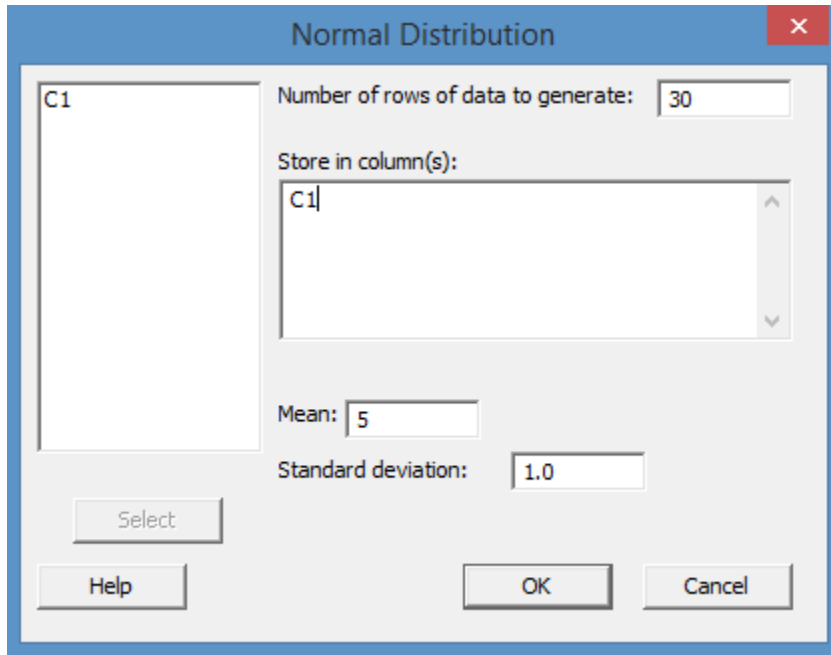 Normal Distribution
C1
Number of rows of data to generate: 30
Store in column(s):
C1
Mean: 5
Standard deviation: 1.0
Select
Help
OK
Cancel